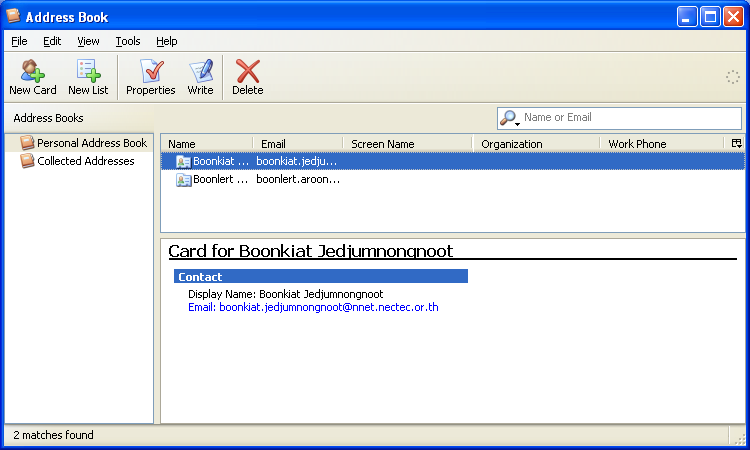 Address Book
File Edit View Tools Help
New Card New List Properties Write Delete
Address Books
Name or Email
Personal Address Book
Collected Addresses
Name Email Screen Name Organization Work Phone
Boonkiat ... boonkiat.jedju...
Boonlert ... boonlert.aroon...
Card for Boonkiat Jedjumnongnoot
Contact
Display Name: Boonkiat Jedjumnongnoot
Email: boonkiat.jedjumnongnoot@nnet.nectec.or.th
2 matches found